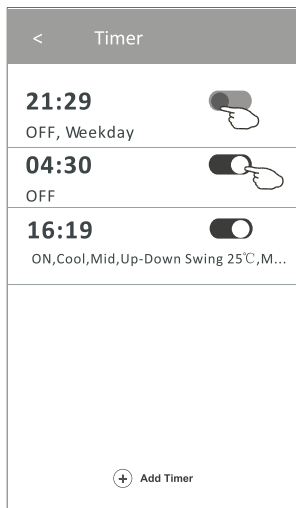 < Timer
21:29
OFF, Weekday
04:30
OFF
16:19
ON,Cool,Mid,Up-Down Swing 25℃,M...
Add Timer